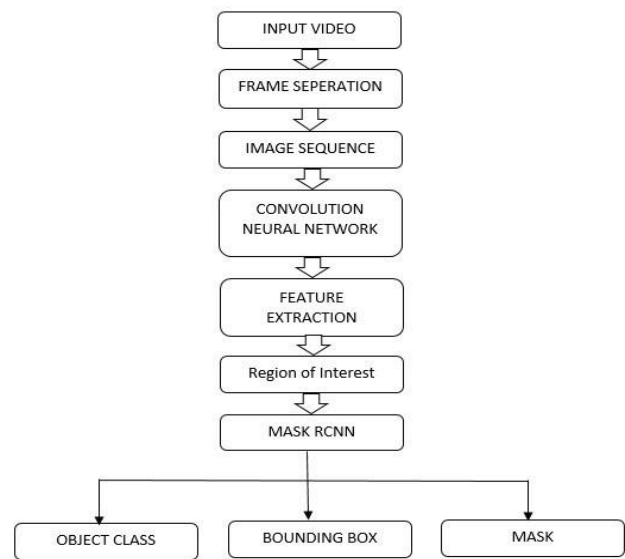 INPUT VIDEO
FRAME SEPERATION
IMAGE SEQUENCE
CONVOLUTION
NEURAL NETWORK
FEATURE
EXTRACTION
Region of Interest
MASK RCNN
OBJECT CLASS
BOUNDING BOX
MASK